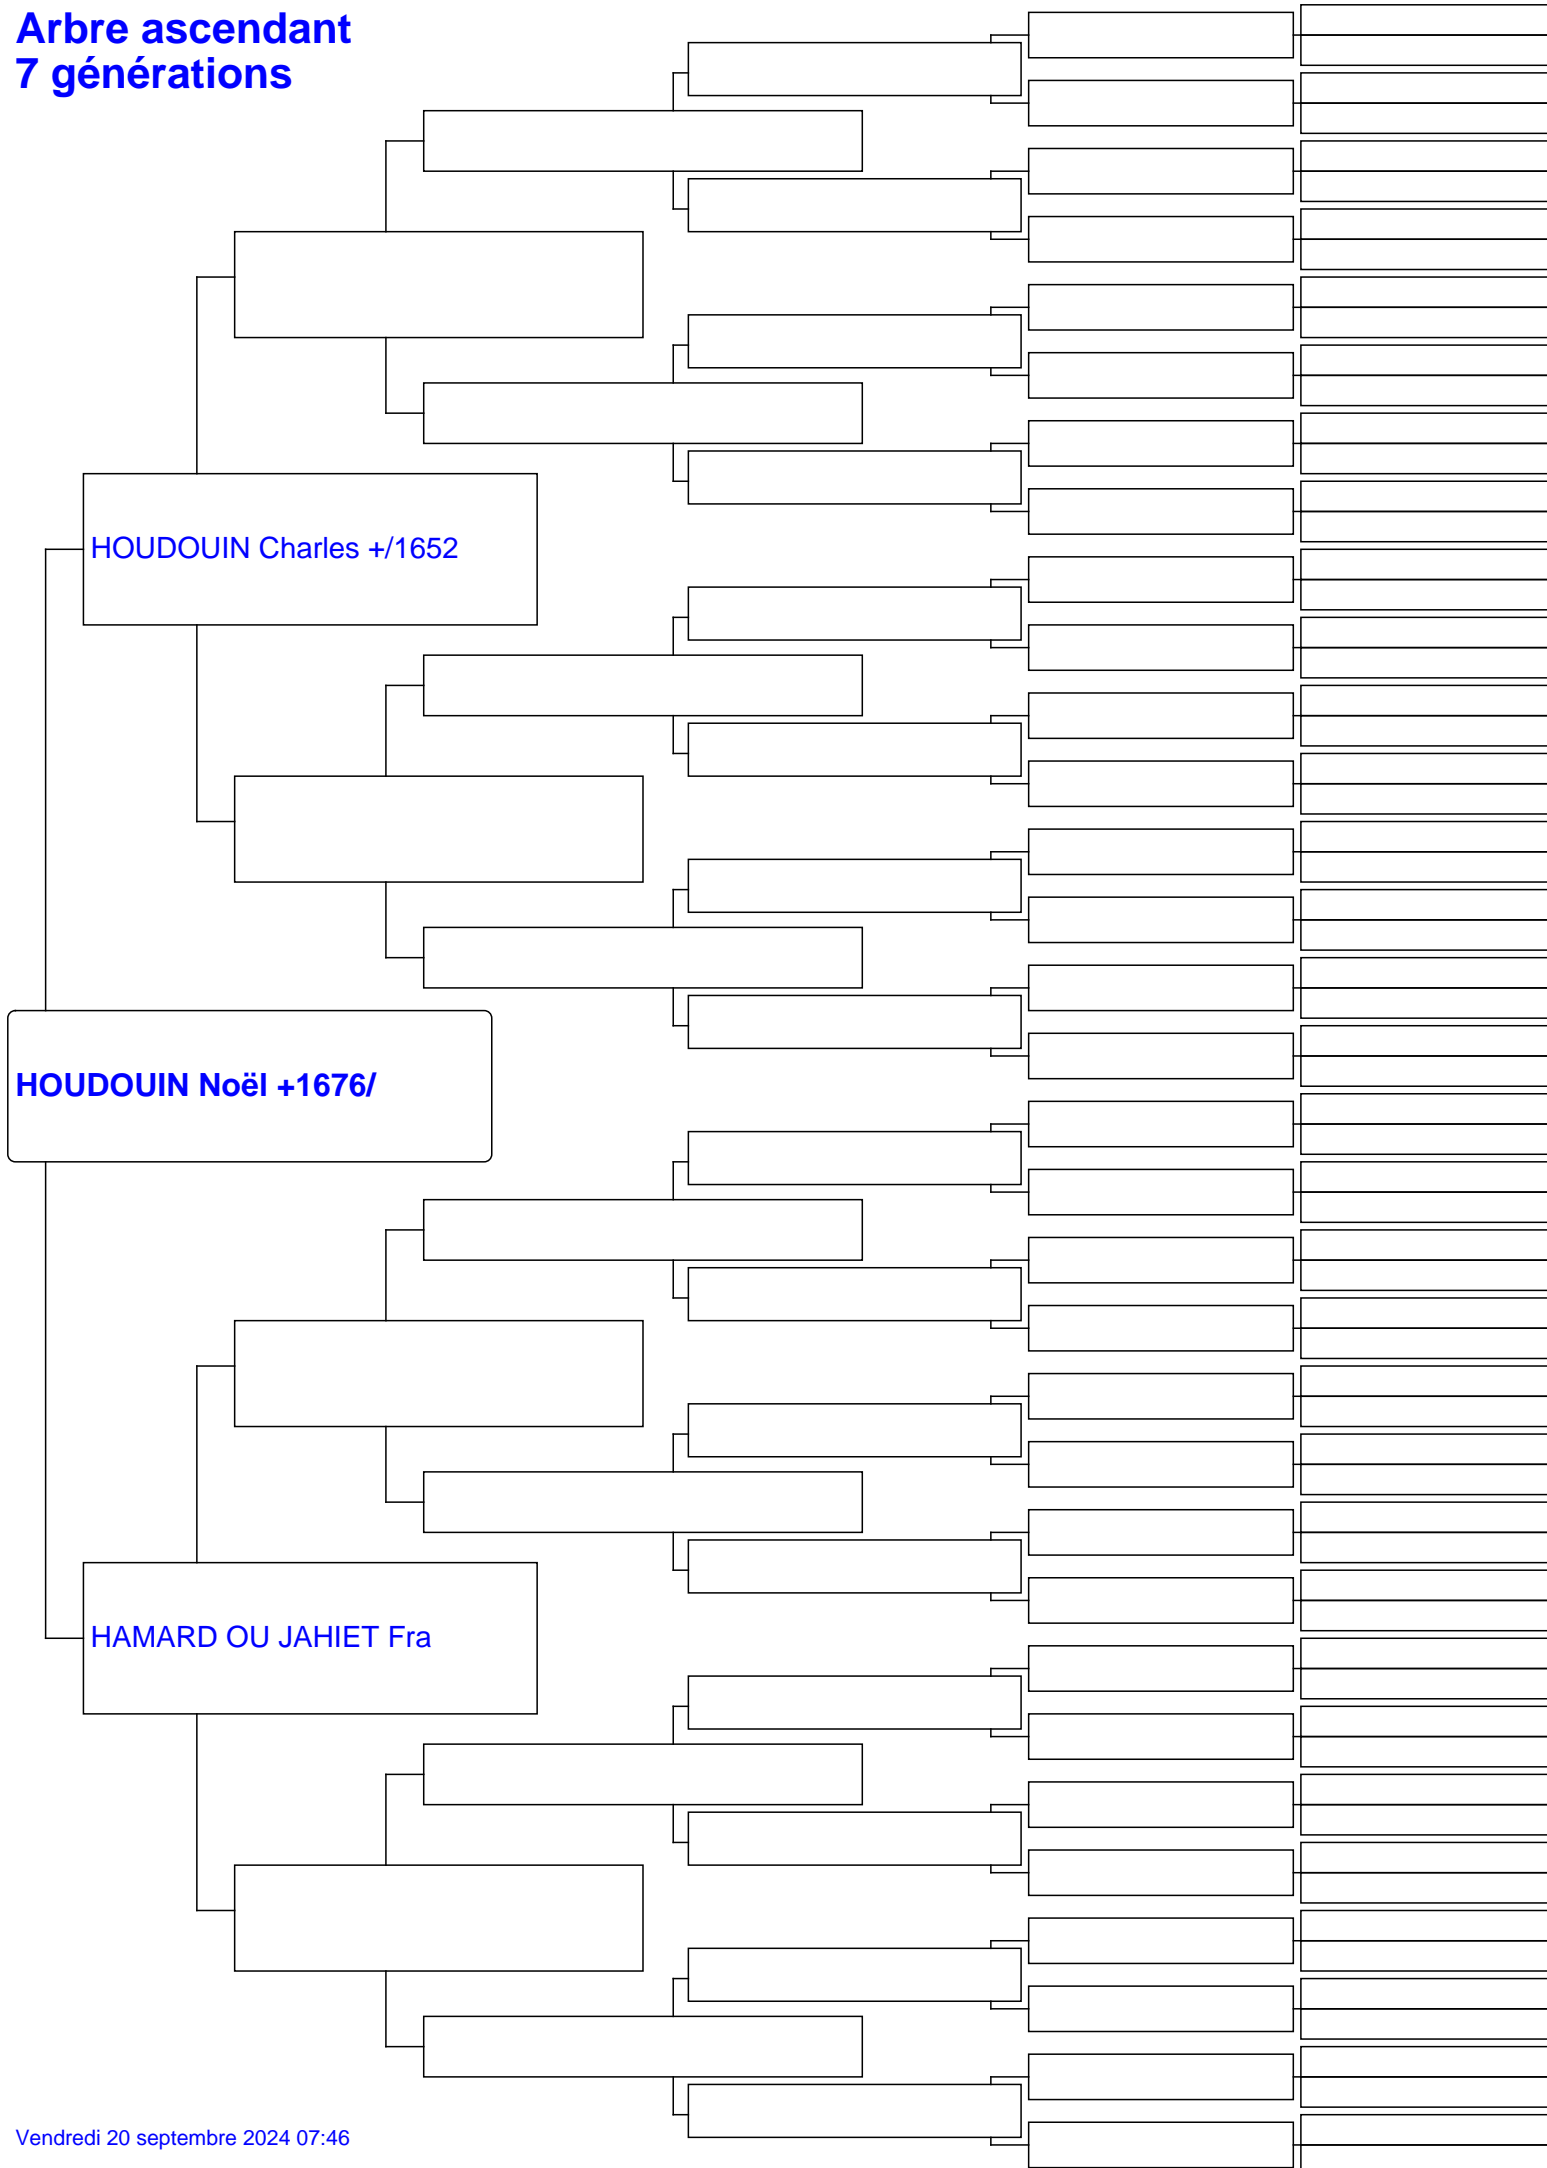 Arbre ascendant
7 générations
HOUDOUIN Charles +/1652
HOUDOUIN Noël +1676/
HAMARD OU JAHIET Fra
Vendredi 20 septembre 2024 07:46